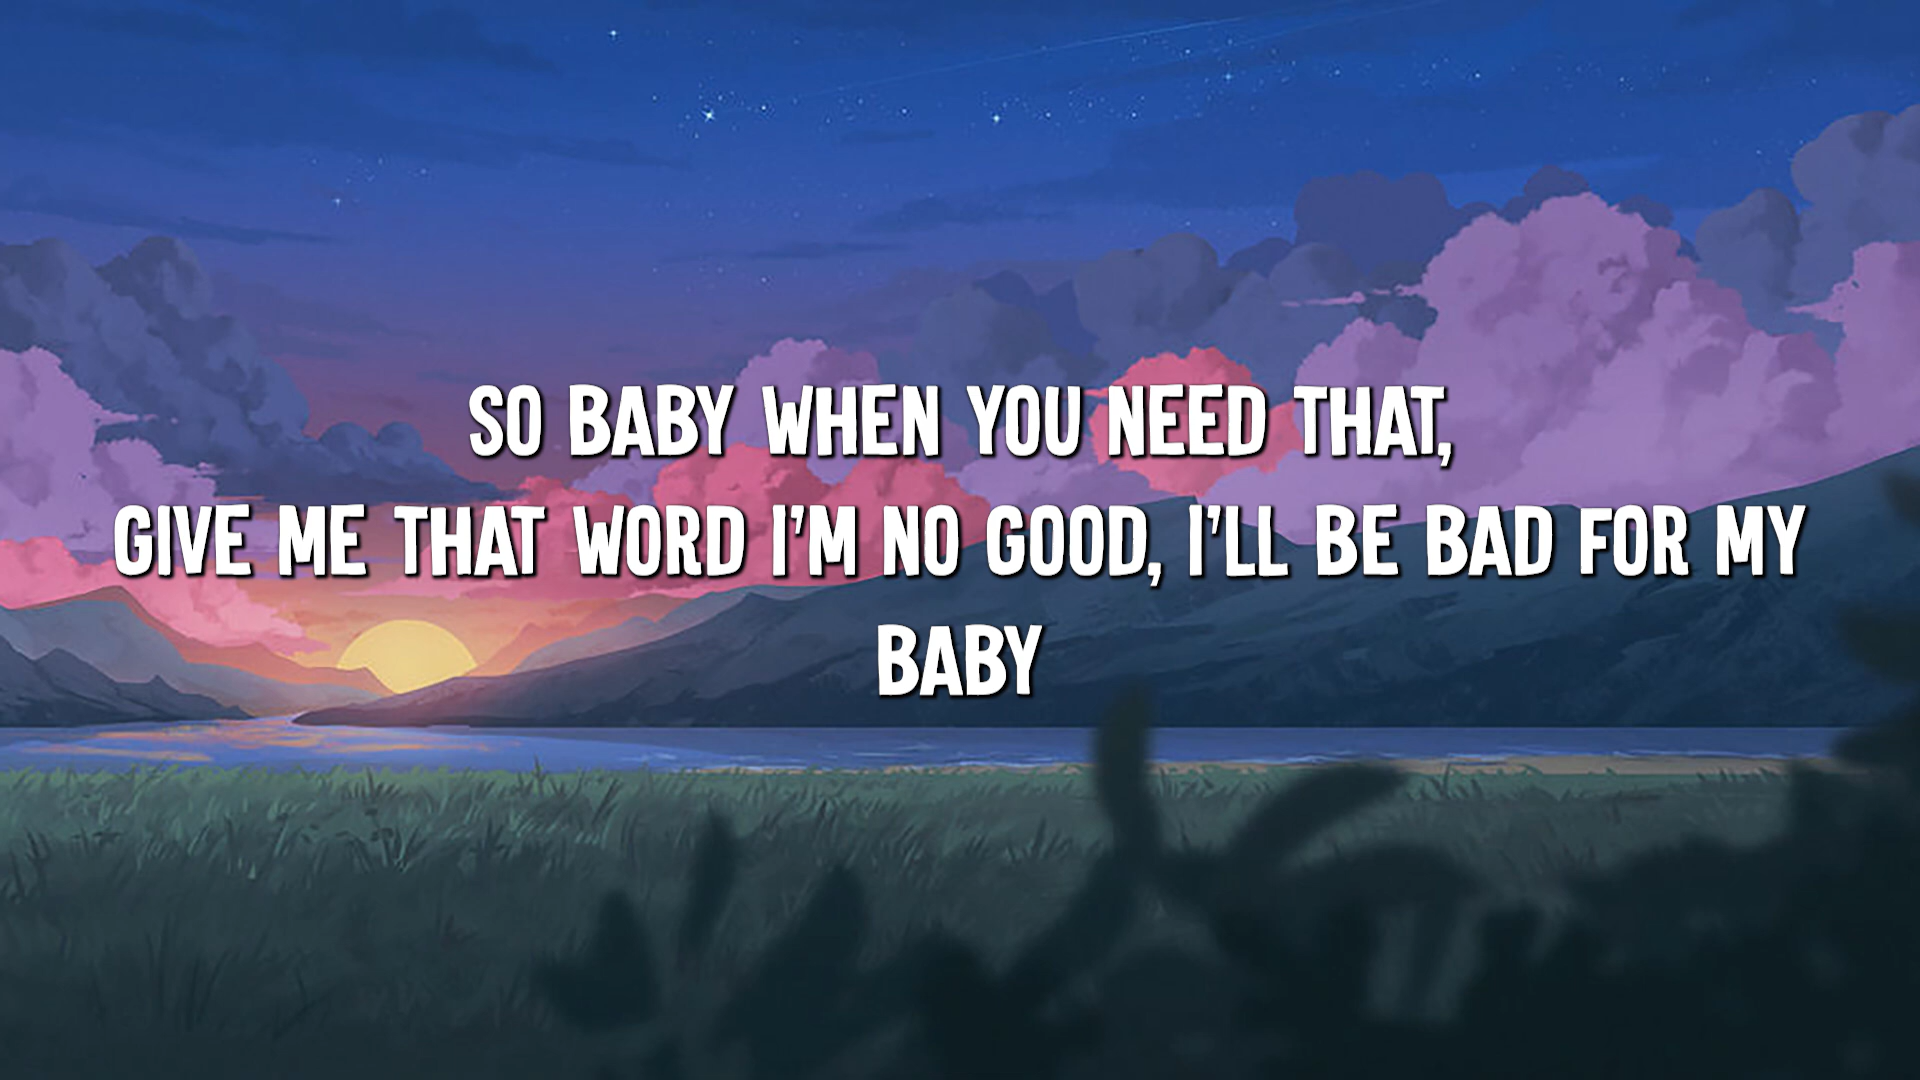 SO BABY WHEN YOU NEED THAT,
GIVE ME THAT WORD I'M NO GOOD, I'LL BE BAD FOR MY
BABY